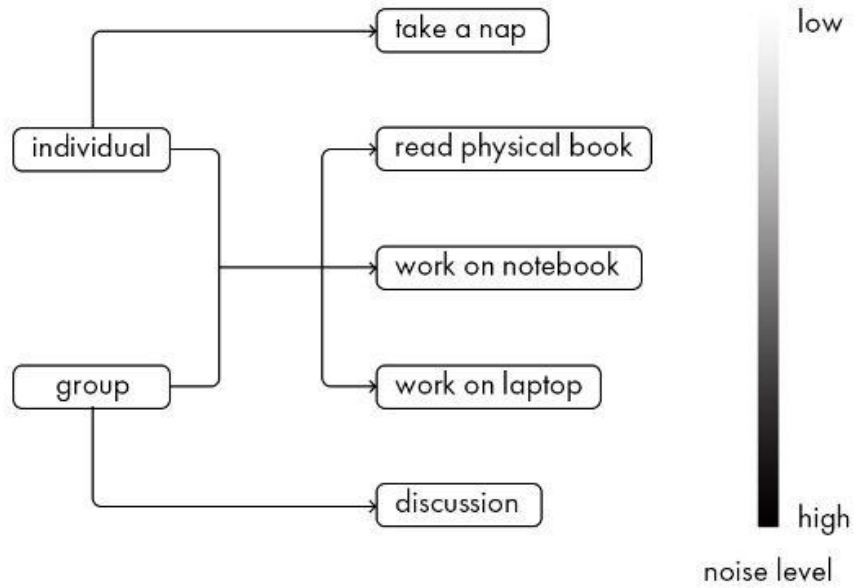 take a nap
low
individual
read physical book
work on notebook
group
work on laptop
discussion
high
noise level